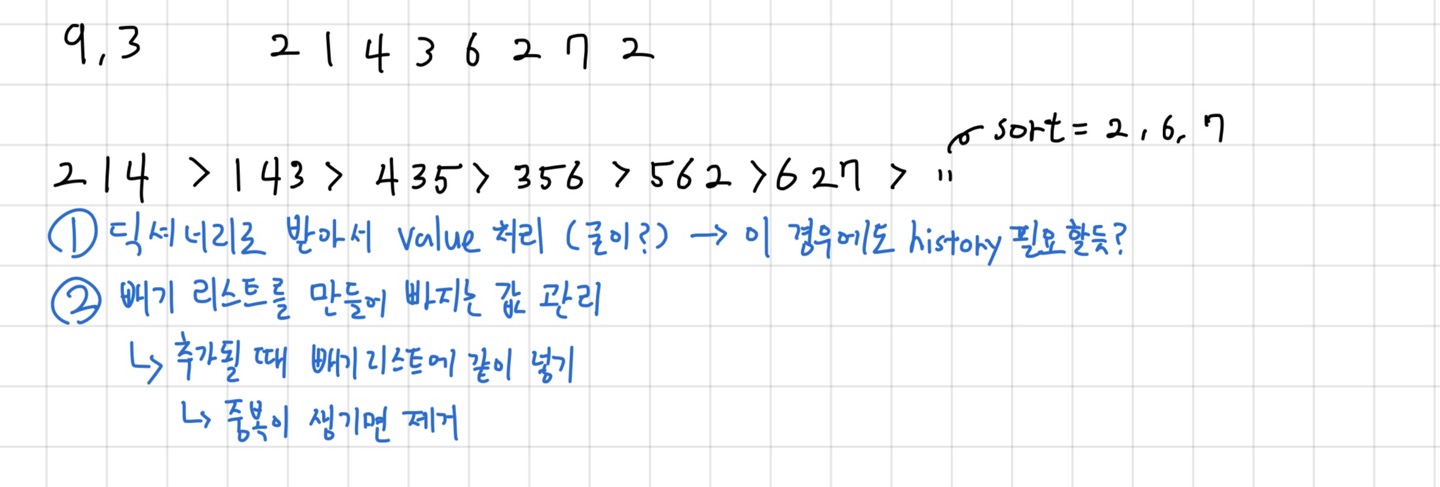 9,3 2 1 4 3 6 2 7 2
sort = 2, 6, 7
214 > 143 > 435 > 356 > 562 > 627 > "
① 딕셔너리로 받아서 value 처리 (굳이?) → 이 경우에도 history 필요할듯?
② 빼기 리스트를 만들어 빠지는 값 관리
↳ 추가될 때 빼기리스트에 같이 넣기
↳ 중복이 생기면 제거